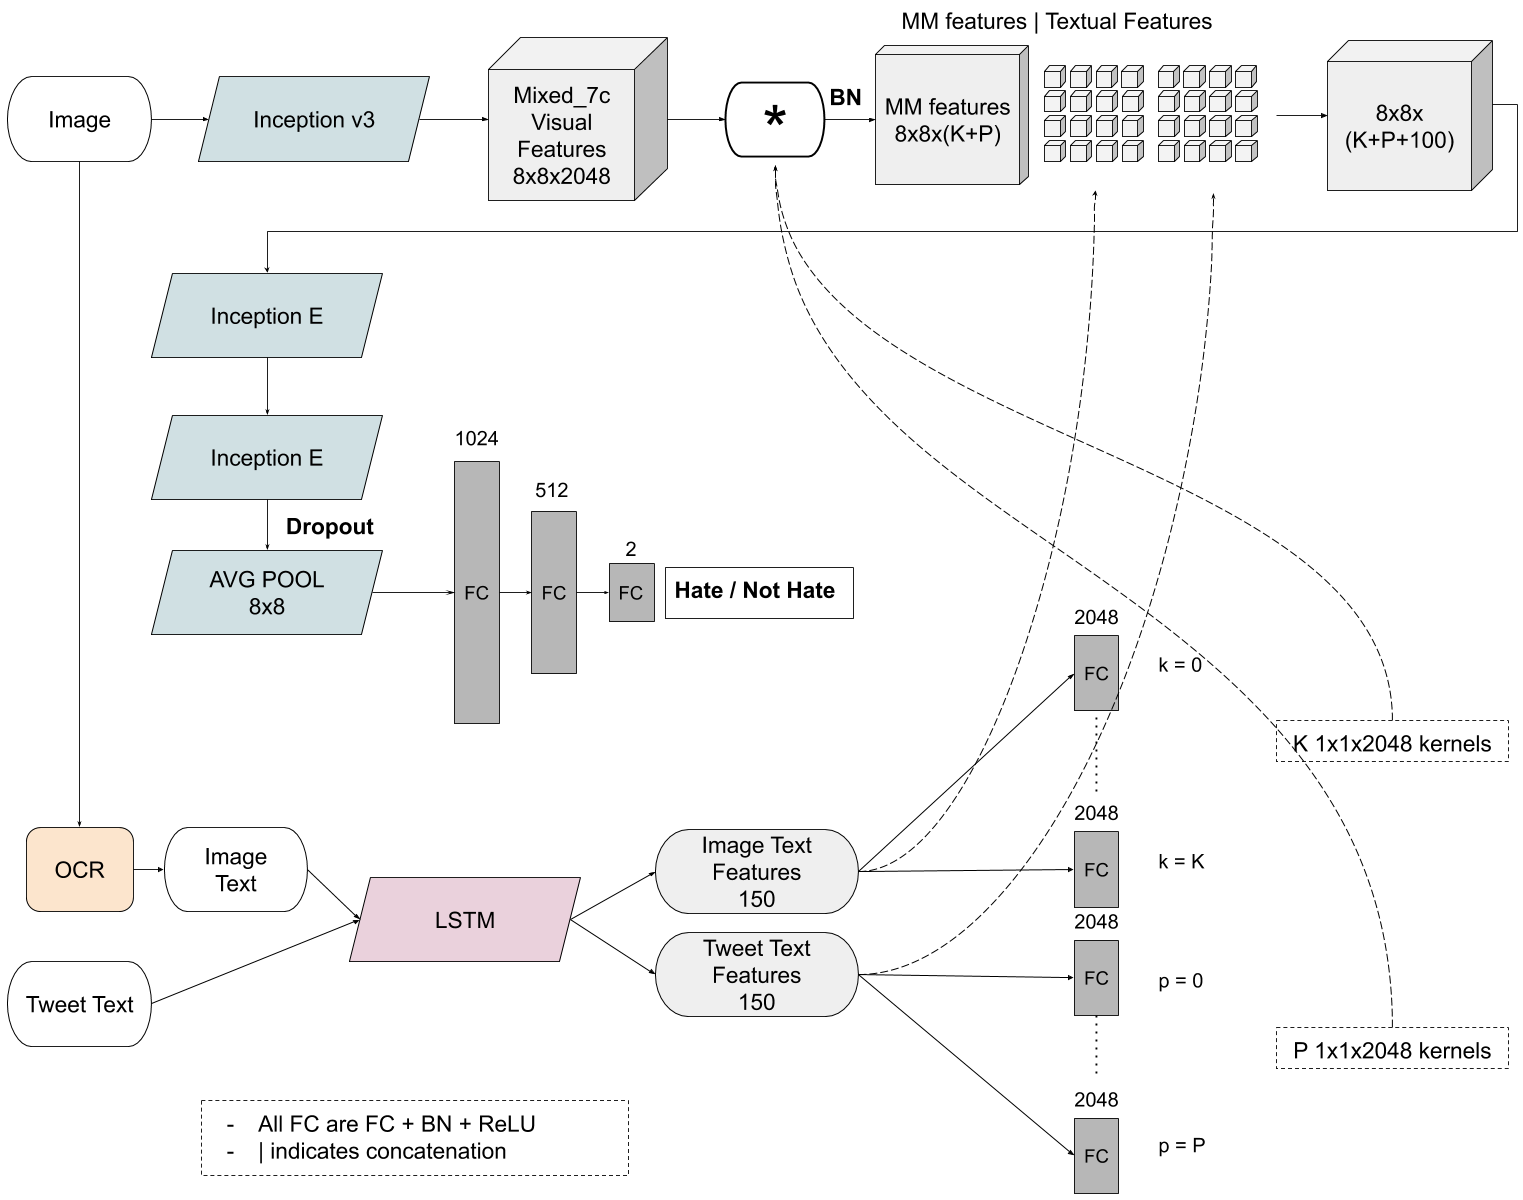 MM features | Textual Features
Image
Inception v3
Mixed_7c
Visual
Features
8x8x2048
*
BN
MM features
8x8x(K+P)
8x8x
(K+P+100)
Inception E
Inception E
Dropout
AVG POOL
8x8
1024
FC
512
FC
2
FC
Hate / Not Hate
2048
FC
k = 0
K 1x1x2048 kernels
OCR
Image
Text
LSTM
Image Text
Features
150
2048
FC
k = K
Tweet Text
Tweet Text
Features
150
2048
FC
p = 0
P 1x1x2048 kernels
2048
FC
p = P
- All FC are FC + BN + ReLU
- | indicates concatenation